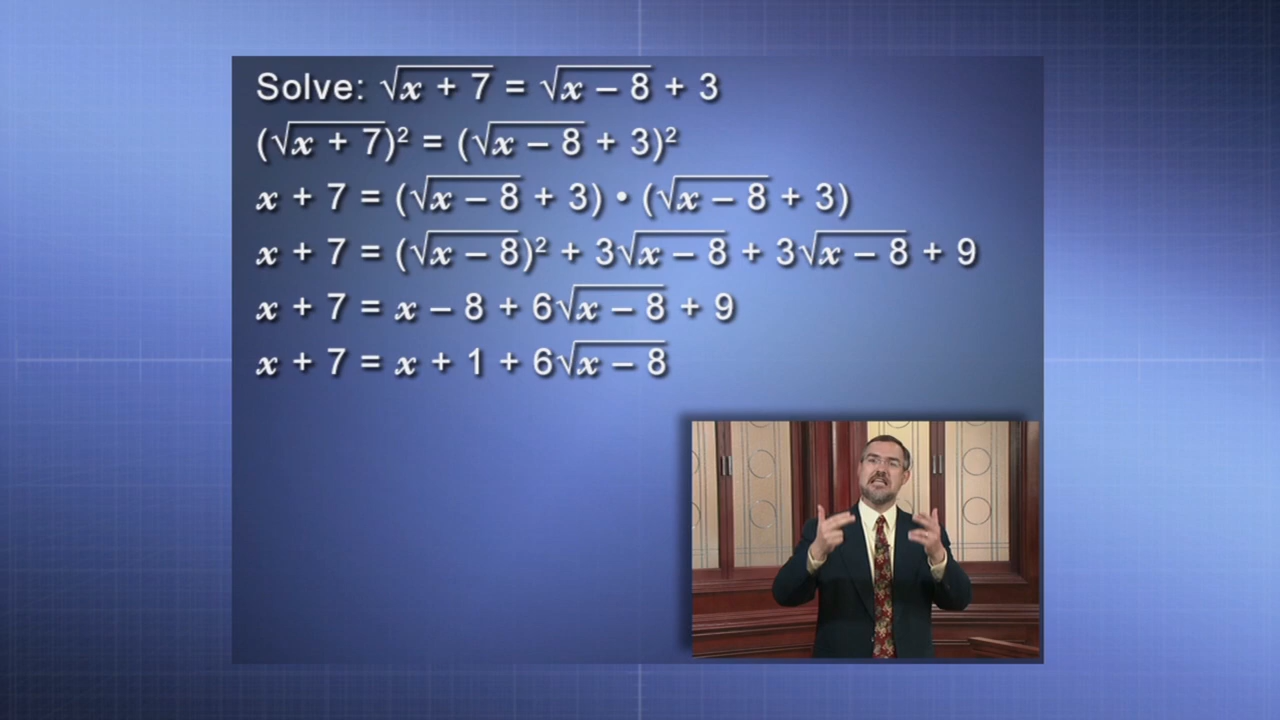 Solve: √x + 7 = √x – 8 + 3
(√x + 7)² = (√x – 8 + 3)²
x + 7 = (√x – 8 + 3) • (√x – 8 + 3)
x + 7 = (√x – 8)² + 3√x – 8 + 3√x – 8 + 9
x + 7 = x – 8 + 6√x – 8 + 9
x + 7 = x + 1 + 6√x – 8